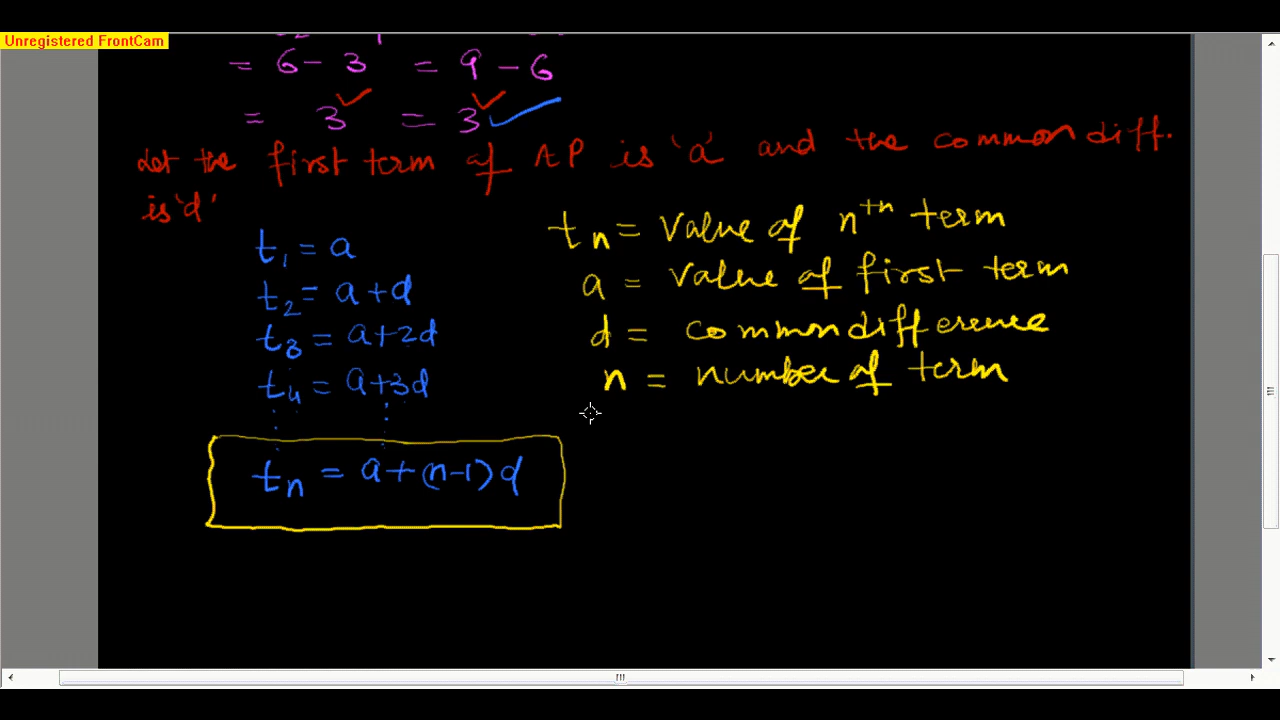 Unregistered FrontCam
= 6 - 3 = 9 - 6
= 3 = 3
Let the first term of AP is 'a' and the common diff.
is 'd'
t₁ = a
t₂ = a+d
t₃ = a+2d
t₄ = a+3d
tₙ = a+(n-1)d
tₙ = value of nᵗʰ term
a = value of first term
d = common difference
n = number of term